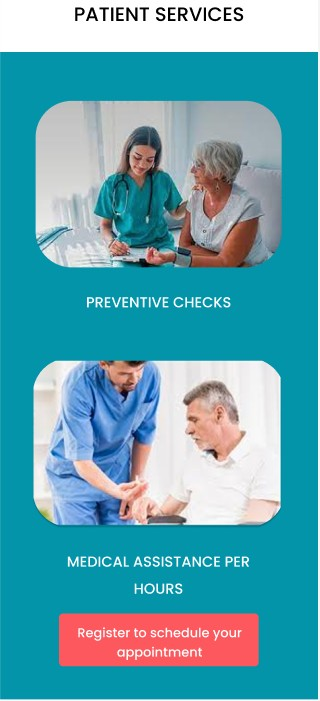 PATIENT SERVICES
PREVENTIVE CHECKS
MEDICAL ASSISTANCE PER
HOURS
Register to schedule your
appointment